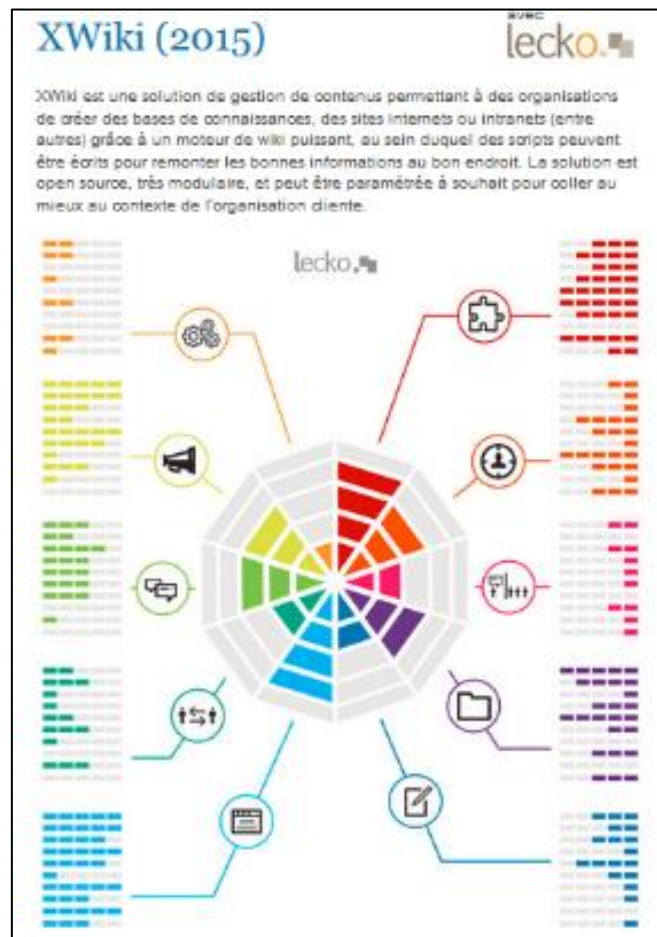 avec
XWiki (2015)
lecko.
XWiki est une solution de gestion de contenus permettant à des organisations
de créer des bases de connaissances, des sites internets ou intranets (entre
autres) grâce à un moteur de wiki puissant, au sein duquel des scripts peuvent
être écrits pour remonter les bonnes informations au bon endroit. La solution est
open source, très modulaire, et peut être paramétrée à souhait pour coller au
mieux au contexte de l'organisation cliente.
lecko.